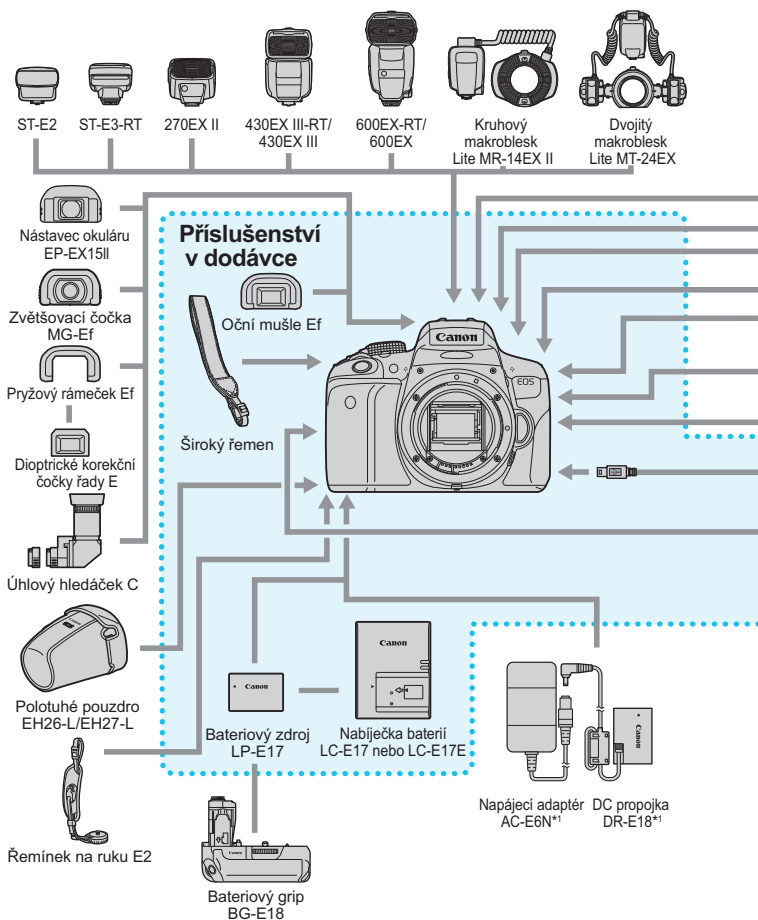 ST-E2
ST-E3-RT
270EX II
430EX III-RT/
430EX III
600EX-RT/
600EX
Kruhový
makroblesk
Lite MR-14EX II
Dvojitý
makroblesk
Lite MT-24EX
Nástavec okuláru
EP-EX15II
Zvětšovací čočka
MG-Ef
Pryžový rámeček Ef
Dioptrické korekční
čočky řady E
Úhlový hledáček C
Polotuhé pouzdro
EH26-L/EH27-L
Řemínek na ruku E2
Příslušenství
v dodávce
Oční mušle Ef
Široký řemen
Canon
EOS
Canon
Bateriový zdroj
LP-E17
Canon
Nabíječka baterií
LC-E17 nebo LC-E17E
Napájecí adaptér
AC-E6N*1
DC propojka
DR-E18*1
Canon
Bateriový grip
BG-E18